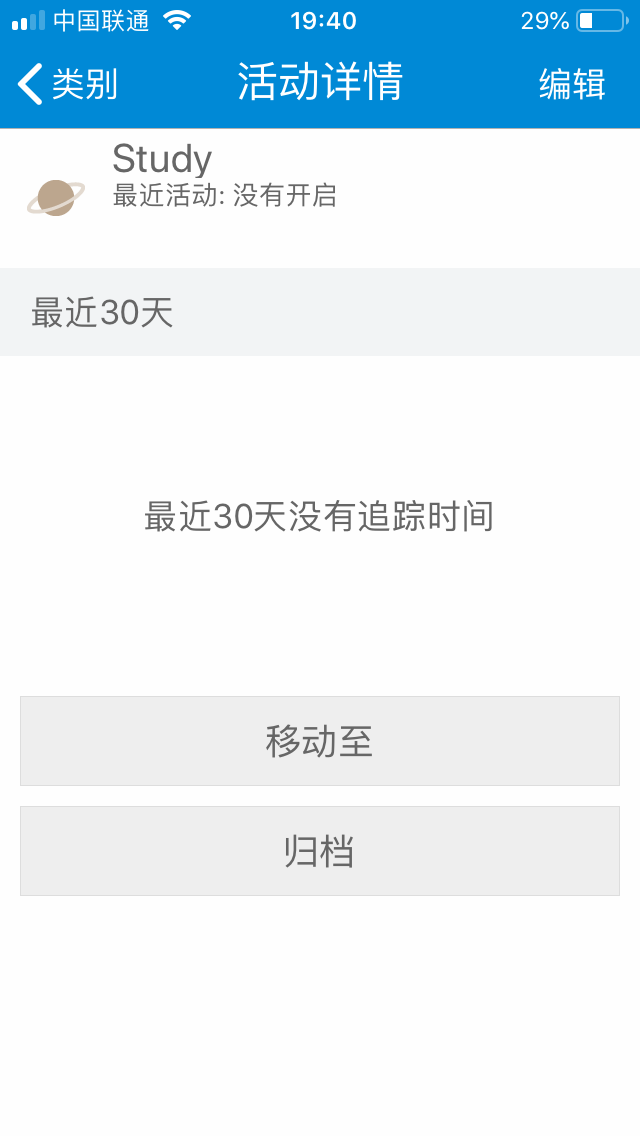 中国联通 19:40 29%
类别 活动详情 编辑
Study
最近活动: 没有开启
最近30天
最近30天没有追踪时间
移动至
归档